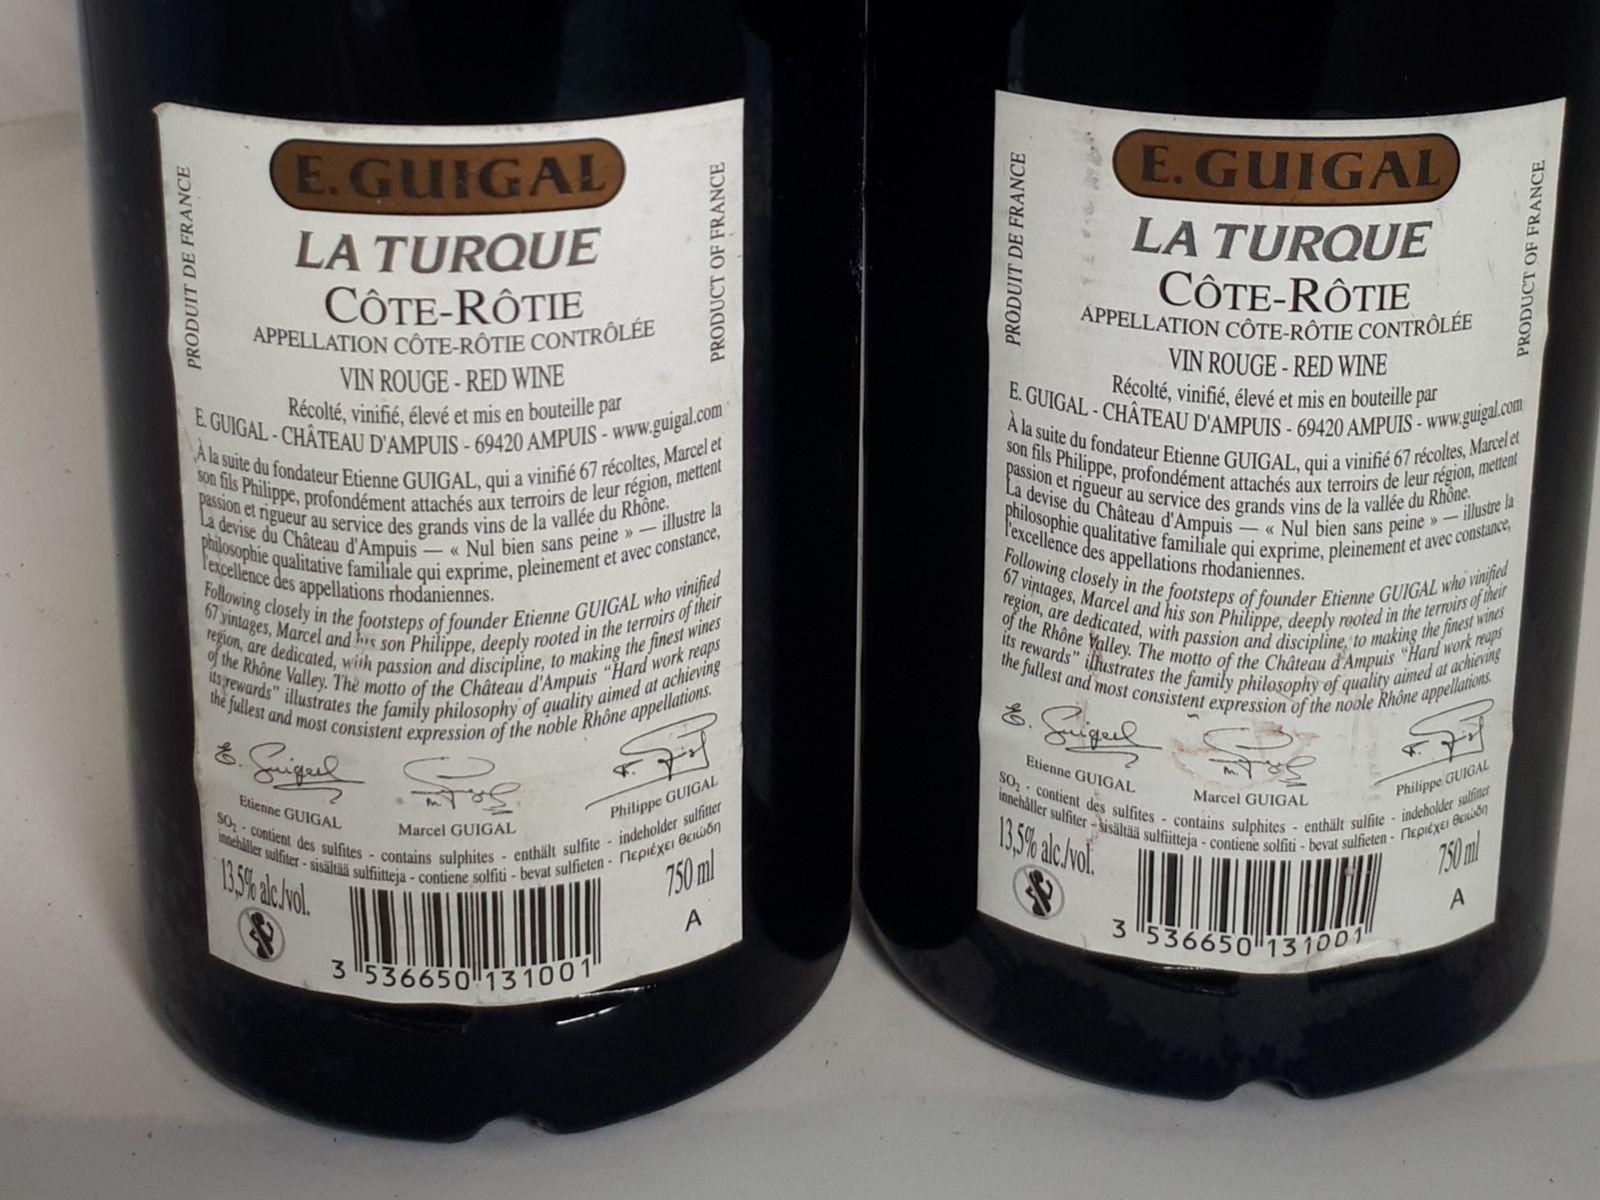 E. GUIGAL
LA TURQUE
CÔTE-RÔTIE
APPELLATION CÔTE-RÔTIE CONTRÔLÉE
VIN ROUGE - RED WINE
PRODUIT DE FRANCE
PRODUCT OF FRANCE
Récolté, vinifié, élevé et mis en bouteille par
E. GUIGAL - CHÂTEAU D'AMPUIS - 69420 AMPUIS - www.guigal.com
À la suite du fondateur Etienne GUIGAL, qui a vinifié 67 récoltes, Marcel et
son fils Philippe, profondément attachés aux terroirs de leur région, mettent
passion et rigueur au service des grands vins de la vallée du Rhône.
La devise du Château d'Ampuis — « Nul bien sans peine » — illustre la
philosophie qualitative familiale qui exprime, pleinement et avec constance,
l'excellence des appellations rhodaniennes.
Following closely in the footsteps of founder Etienne GUIGAL who vinified
67 vintages, Marcel and his son Philippe, deeply rooted in the terroirs of their
region, are dedicated, with passion and discipline, to making the finest wines
of the Rhône Valley. The motto of the Château d'Ampuis "Hard work reaps
its rewards" illustrates the family philosophy of quality aimed at achieving
the fullest and most consistent expression of the noble Rhône appellations.
E. Guigal
Etienne GUIGAL
Marcel GUIGAL
Philippe GUIGAL
SO₂ - contient des sulfites - contains sulphites - enthält sulfite - indeholder sulfitter
innehåller sulfiter - sisältää sulfiitteja - contiene solfiti - bevat sulfieten - Περιέχει θειώδη
13,5% alc./vol.
750 ml
A
3 536650 131001
E. GUIGAL
LA TURQUE
CÔTE-RÔTIE
APPELLATION CÔTE-RÔTIE CONTRÔLÉE
VIN ROUGE - RED WINE
PRODUIT DE FRANCE
PRODUCT OF FRANCE
Récolté, vinifié, élevé et mis en bouteille par
E. GUIGAL - CHÂTEAU D'AMPUIS - 69420 AMPUIS - www.guigal.com
À la suite du fondateur Etienne GUIGAL, qui a vinifié 67 récoltes, Marcel et
son fils Philippe, profondément attachés aux terroirs de leur région, mettent
passion et rigueur au service des grands vins de la vallée du Rhône.
La devise du Château d'Ampuis — « Nul bien sans peine » — illustre la
philosophie qualitative familiale qui exprime, pleinement et avec constance,
l'excellence des appellations rhodaniennes.
Following closely in the footsteps of founder Etienne GUIGAL who vinified
67 vintages, Marcel and his son Philippe, deeply rooted in the terroirs of their
region, are dedicated, with passion and discipline, to making the finest wines
of the Rhône Valley. The motto of the Château d'Ampuis "Hard work reaps
its rewards" illustrates the family philosophy of quality aimed at achieving
the fullest and most consistent expression of the noble Rhône appellations.
E. Guigal
Etienne GUIGAL
Marcel GUIGAL
Philippe GUIGAL
SO₂ - contient des sulfites - contains sulphites - enthält sulfite - indeholder sulfitter
innehåller sulfiter - sisältää sulfiitteja - contiene solfiti - bevat sulfieten - Περιέχει θειώδη
13,5% alc./vol.
750 ml
A
3 536650 131001